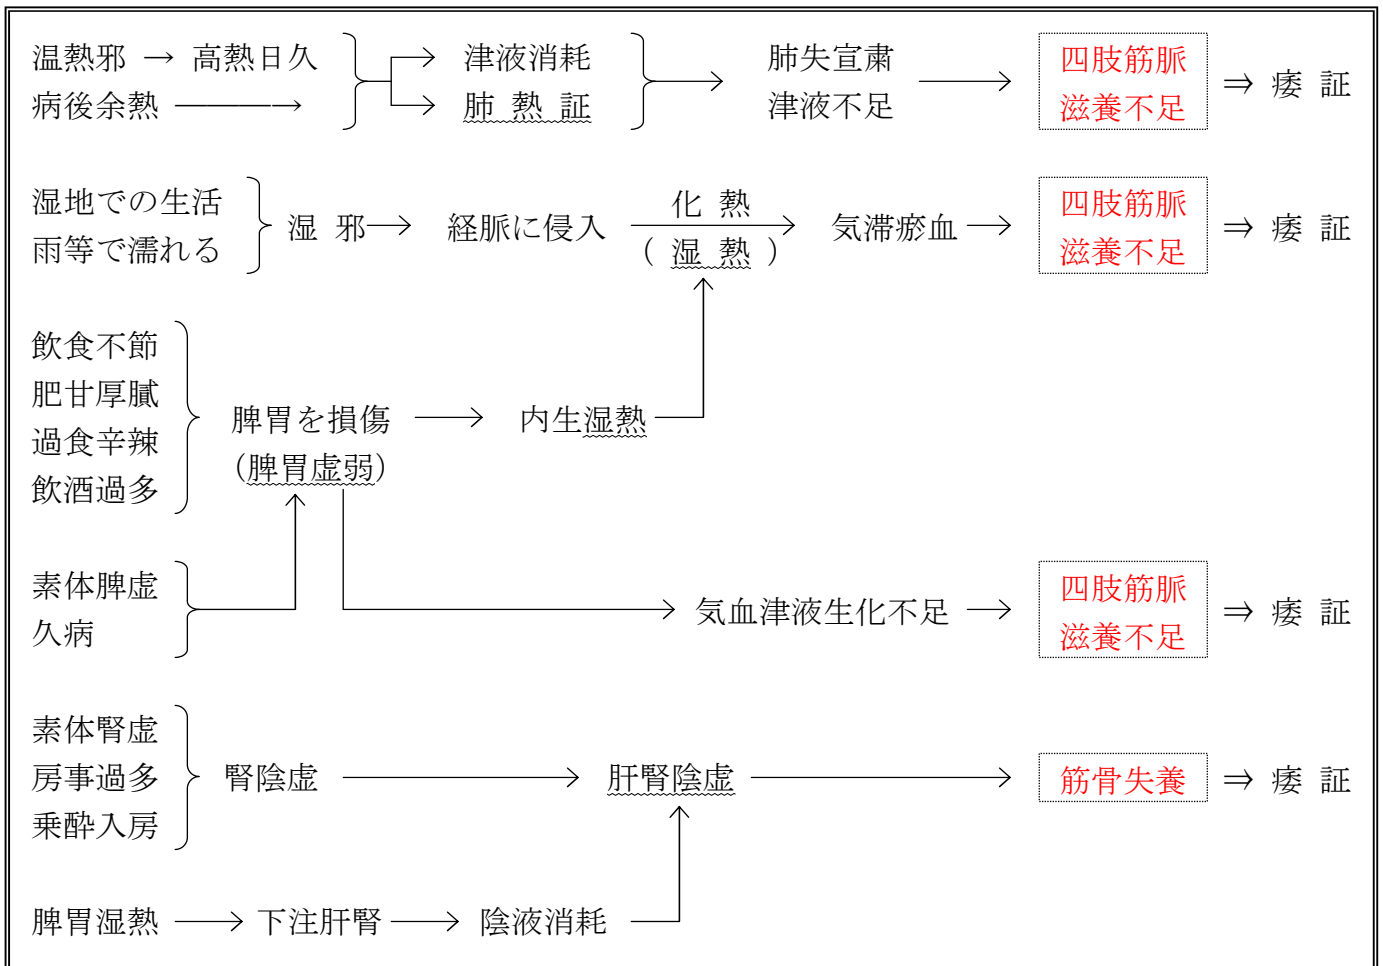 温熱邪 → 高熱日久
病後余熱
津液消耗
肺 熱 証
肺失宣粛
津液不足
四肢筋脈
滋養不足
⇒ 痿 証
湿地での生活
雨等で濡れる
湿 邪
経脈に侵入
化 熱
( 湿 熱 )
気滞瘀血
四肢筋脈
滋養不足
⇒ 痿 証
飲食不節
肥甘厚膩
過食辛辣
飲酒過多
脾胃を損傷
(脾胃虚弱)
内生湿熱
素体脾虚
久病
気血津液生化不足
四肢筋脈
滋養不足
⇒ 痿 証
素体腎虚
房事過多
乗酔入房
腎陰虚
肝腎陰虚
筋骨失養
⇒ 痿 証
脾胃湿熱
下注肝腎
陰液消耗